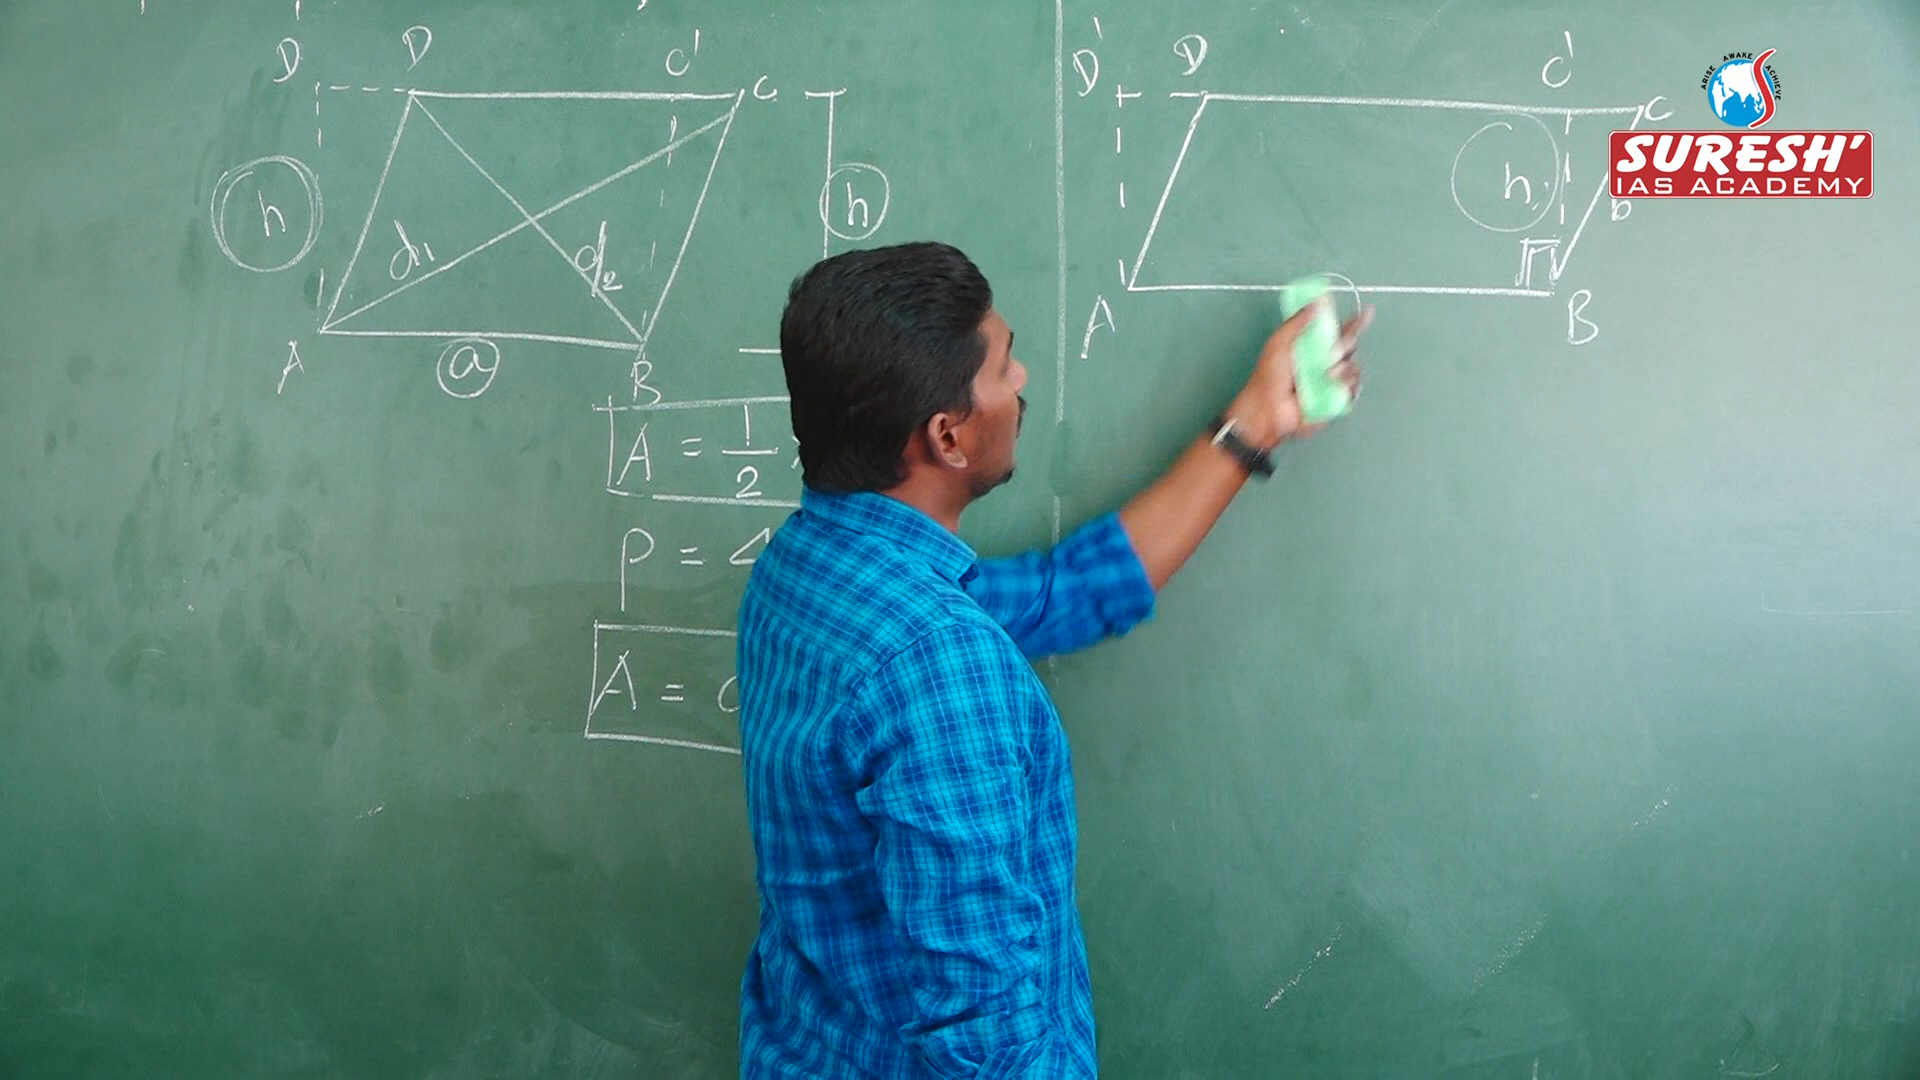 D D C' C
h d1 d2 h
A a B
A = 1/2
P = 4
A =
D' D C' C
h
b
A B
ARISE AWAKE ACHIEVE
SURESH'
IAS ACADEMY